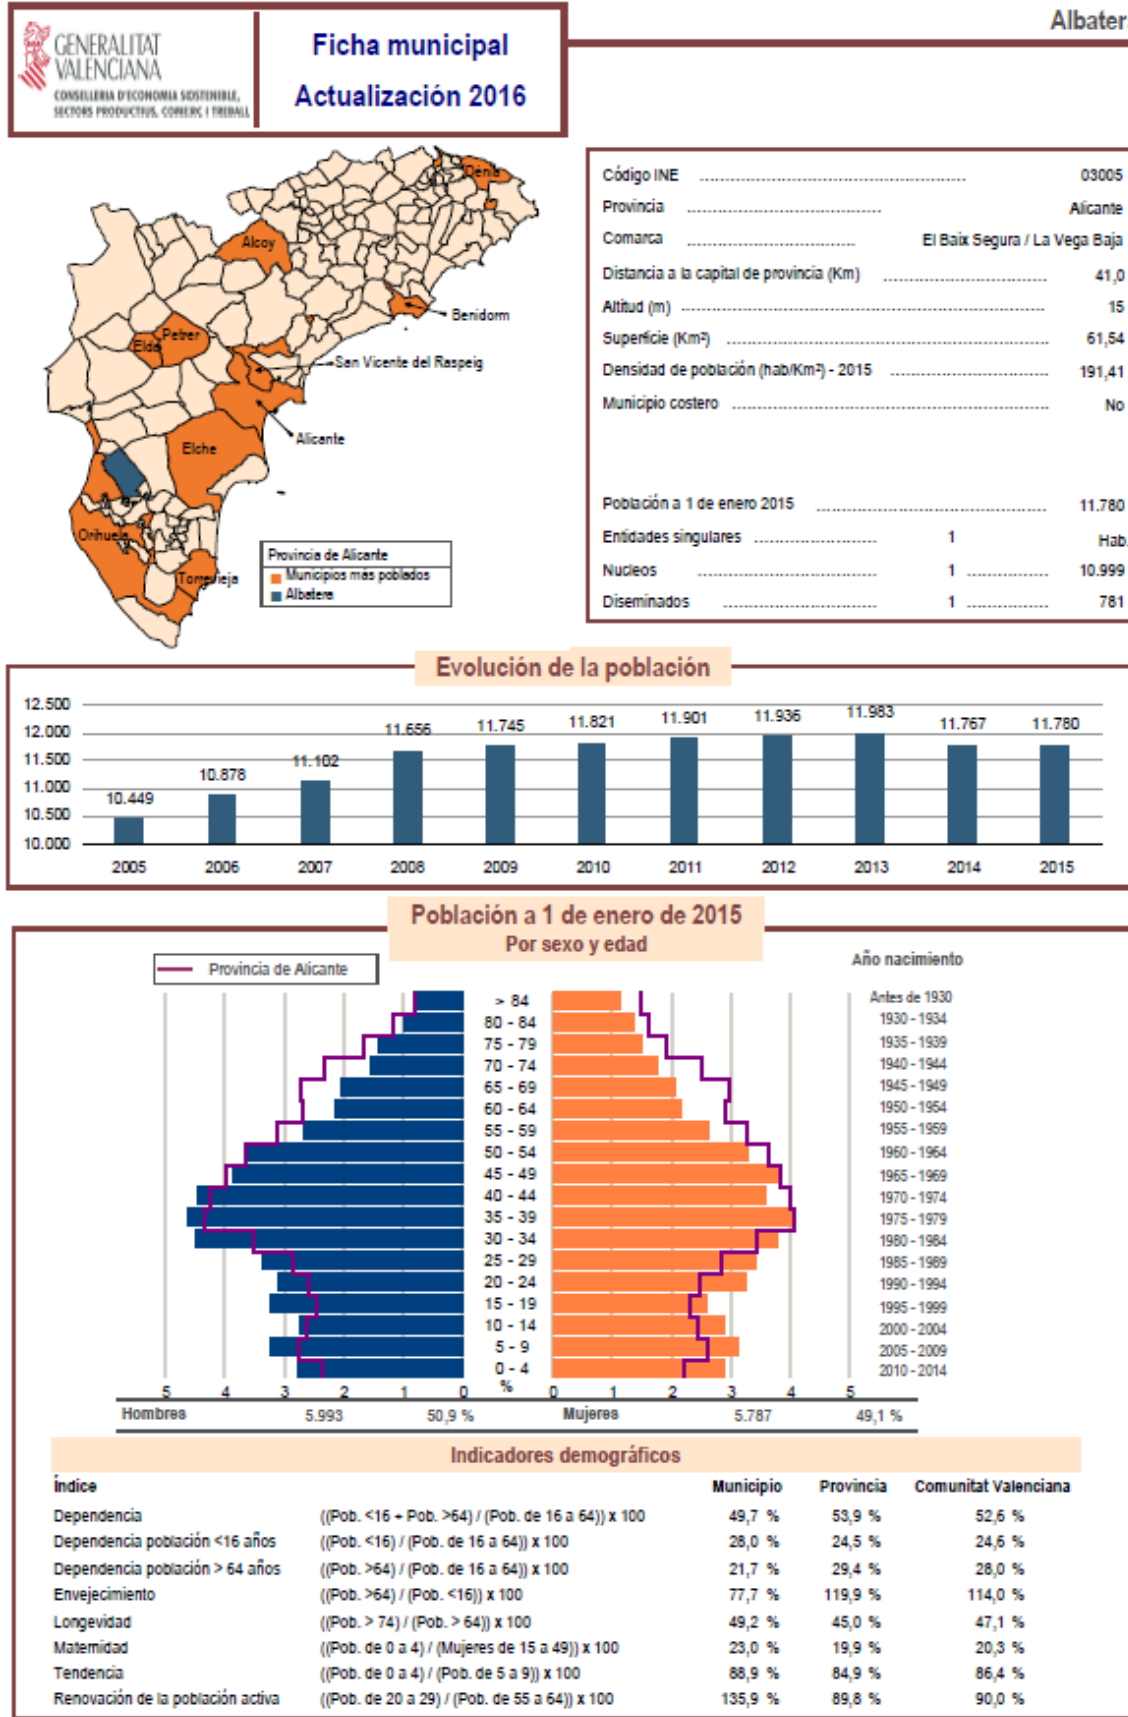 GENERALITAT
VALENCIANA
CONSELLERIA D'ECONOMIA SOSTENIBLE,
SECTORS PRODUCTIUS, COMERÇ I TREBALL
Ficha municipal
Actualización 2016
Albatera
Dénia
Alcoy
Benidorm
Petrer
Elda
San Vicente del Raspeig
Alicante
Elche
Orihuela
Torrevieja
Provincia de Alicante
Municipios más poblados
Albatera
Código INE 03005
Provincia Alicante
Comarca El Baix Segura / La Vega Baja
Distancia a la capital de provincia (Km) 41,0
Altitud (m) 15
Superficie (Km²) 61,54
Densidad de población (hab/Km²) - 2015 191,41
Municipio costero No
Población a 1 de enero 2015 11.780
Entidades singulares 1 Hab.
Nucleos 1 10.999
Diseminados 1 781
Evolución de la población
12.500
12.000
11.500
11.000
10.500
10.000
10.449 10.878 11.102 11.656 11.745 11.821 11.901 11.936 11.983 11.767 11.780
2005 2006 2007 2008 2009 2010 2011 2012 2013 2014 2015
Población a 1 de enero de 2015
Por sexo y edad
Provincia de Alicante
Año nacimiento
> 84 Antes de 1930
80 - 84 1930 - 1934
75 - 79 1935 - 1939
70 - 74 1940 - 1944
65 - 69 1945 - 1949
60 - 64 1950 - 1954
55 - 59 1955 - 1959
50 - 54 1960 - 1964
45 - 49 1965 - 1969
40 - 44 1970 - 1974
35 - 39 1975 - 1979
30 - 34 1980 - 1984
25 - 29 1985 - 1989
20 - 24 1990 - 1994
15 - 19 1995 - 1999
10 - 14 2000 - 2004
5 - 9 2005 - 2009
0 - 4 2010 - 2014
5 4 3 2 1 0 % 0 1 2 3 4 5
Hombres 5.993 50,9 % Mujeres 5.787 49,1 %
Indicadores demográficos
Índice Municipio Provincia Comunitat Valenciana
Dependencia ((Pob. <16 + Pob. >64) / (Pob. de 16 a 64)) x 100 49,7 % 53,9 % 52,6 %
Dependencia población <16 años ((Pob. <16) / (Pob. de 16 a 64)) x 100 28,0 % 24,5 % 24,6 %
Dependencia población > 64 años ((Pob. >64) / (Pob. de 16 a 64)) x 100 21,7 % 29,4 % 28,0 %
Envejecimiento ((Pob. >64) / (Pob. <16)) x 100 77,7 % 119,9 % 114,0 %
Longevidad ((Pob. > 74) / (Pob. > 64)) x 100 49,2 % 45,0 % 47,1 %
Maternidad ((Pob. de 0 a 4) / (Mujeres de 15 a 49)) x 100 23,0 % 19,9 % 20,3 %
Tendencia ((Pob. de 0 a 4) / (Pob. de 5 a 9)) x 100 88,9 % 84,9 % 86,4 %
Renovación de la población activa ((Pob. de 20 a 29) / (Pob. de 55 a 64)) x 100 135,9 % 89,8 % 90,0 %